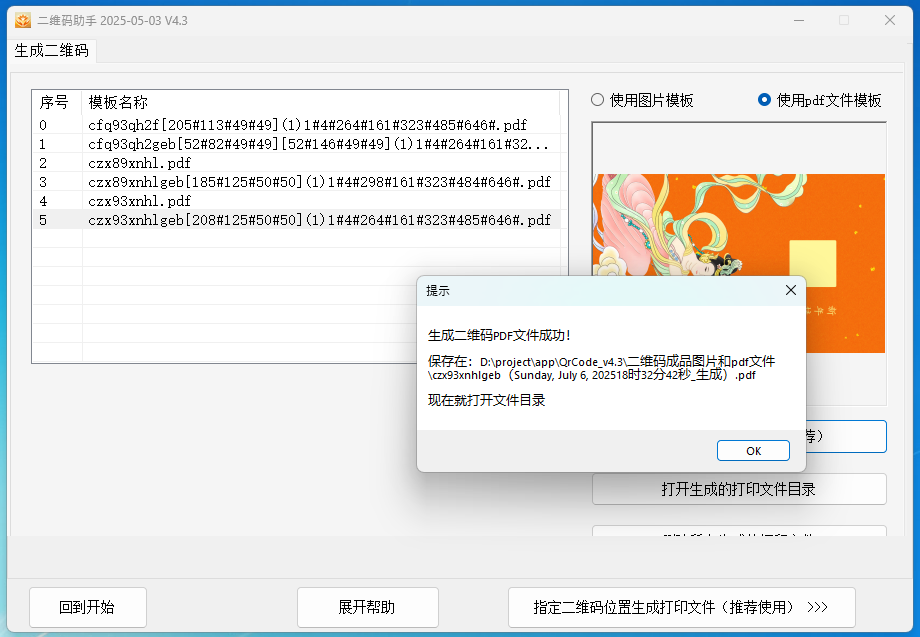 二维码助手 2025-05-03 V4.3
生成二维码
序号 模板名称
0 cfq93qh2f[205#113#49#49](1)1#4#264#161#323#485#646#.pdf
1 cfq93qh2geb[52#82#49#49][52#146#49#49](1)1#4#264#161#32...
2 czx89xnhl.pdf
3 czx89xnhlgeb[185#125#50#50](1)1#4#298#161#323#484#646#.pdf
4 czx93xnhl.pdf
5 czx93xnhlgeb[208#125#50#50](1)1#4#264#161#323#485#646#.pdf
使用图片模板 使用pdf文件模板
提示
生成二维码PDF文件成功!
保存在：D:\project\app\QrCode_v4.3\二维码成品图片和pdf文件
\czx93xnhlgeb（Sunday, July 6, 202518时32分42秒_生成）.pdf
现在就打开文件目录
OK
荐）
打开生成的打印文件目录
回到开始 展开帮助 指定二维码位置生成打印文件（推荐使用） >>>